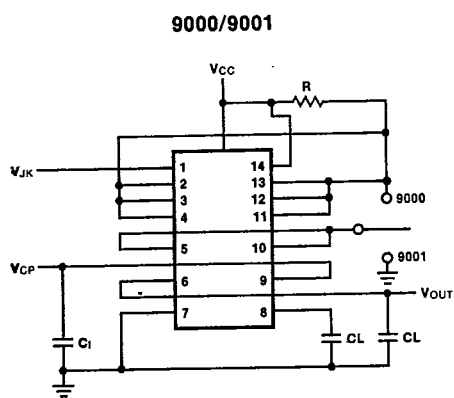 9000/9001
VCC
R
VJK
1 14
2 13
3 12
4 11
9000
5 10
VCP
9001
6 9
VOUT
7 8
CI
CL CL